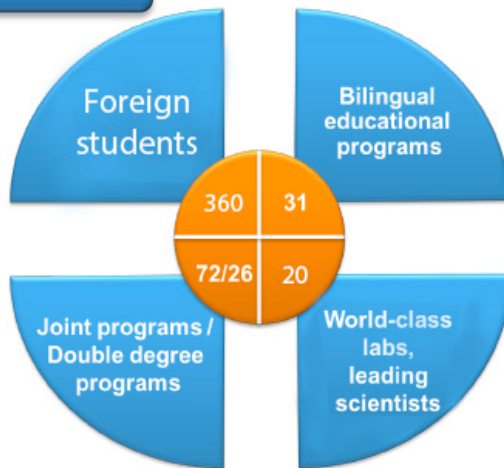 Foreign
students
Bilingual
educational
programs
360
31
72/26
20
Joint programs /
Double degree
programs
World-class
labs,
leading
scientists